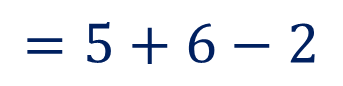 = 5 + 6 − 2